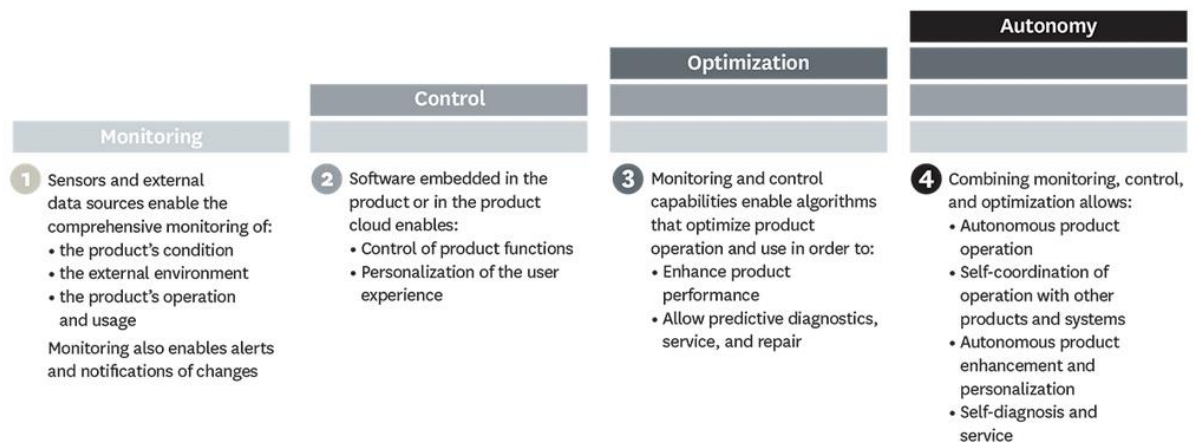 Monitoring
1
Sensors and external
data sources enable the
comprehensive monitoring of:
• the product's condition
• the external environment
• the product's operation
and usage
Monitoring also enables alerts
and notifications of changes
Control
2
Software embedded in the
product or in the product
cloud enables:
• Control of product functions
• Personalization of the user
experience
Optimization
3
Monitoring and control
capabilities enable algorithms
that optimize product
operation and use in order to:
• Enhance product
performance
• Allow predictive diagnostics,
service, and repair
Autonomy
4
Combining monitoring, control,
and optimization allows:
• Autonomous product
operation
• Self-coordination of
operation with other
products and systems
• Autonomous product
enhancement and
personalization
• Self-diagnosis and
service